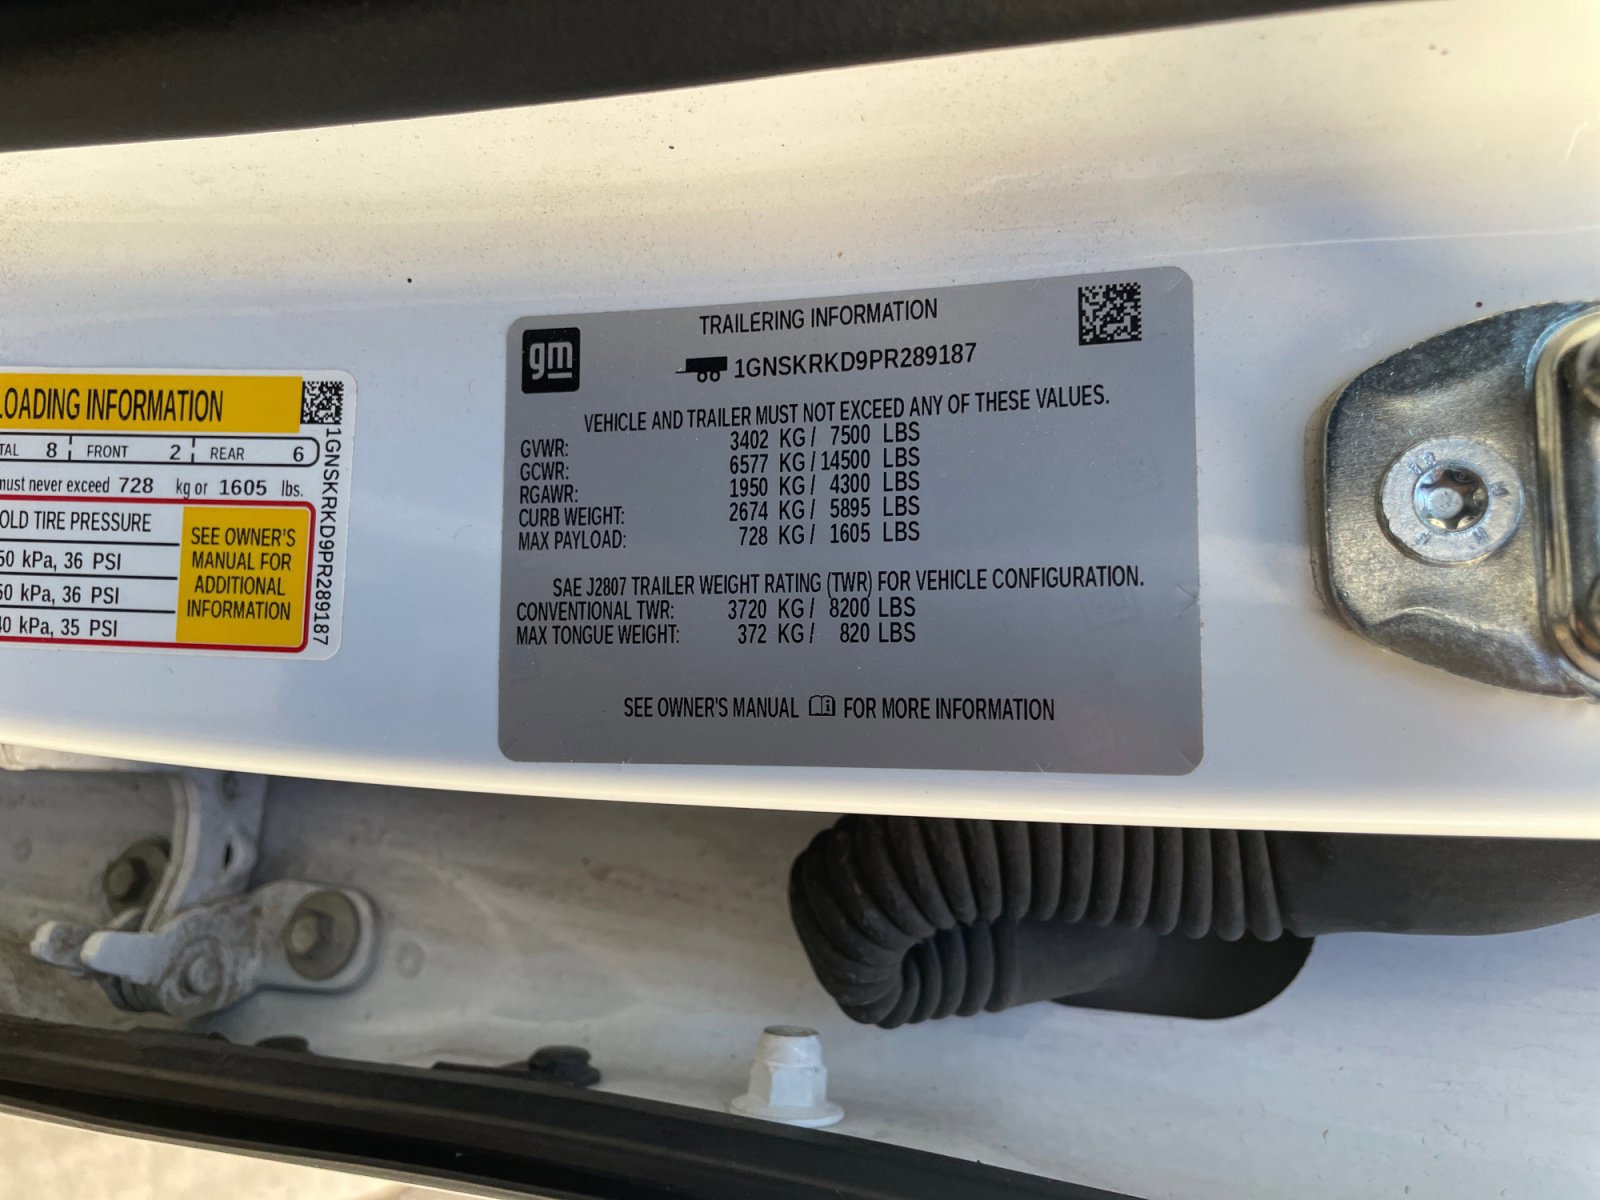 LOADING INFORMATION
8 FRONT 2 REAR 6
must never exceed 728 kg or 1605 lbs.
TIRE PRESSURE
kPa, 36 PSI
kPa, 36 PSI
kPa, 35 PSI
SEE OWNER'S
MANUAL FOR
ADDITIONAL
INFORMATION
1GNSKRKD9PR289187
gm
TRAILERING INFORMATION
1GNSKRKD9PR289187
VEHICLE AND TRAILER MUST NOT EXCEED ANY OF THESE VALUES.
GVWR: 3402 KG / 7500 LBS
GCWR: 6577 KG / 14500 LBS
RGAWR: 1950 KG / 4300 LBS
CURB WEIGHT: 2674 KG / 5895 LBS
MAX PAYLOAD: 728 KG / 1605 LBS
SAE J2807 TRAILER WEIGHT RATING (TWR) FOR VEHICLE CONFIGURATION.
CONVENTIONAL TWR: 3720 KG / 8200 LBS
MAX TONGUE WEIGHT: 372 KG / 820 LBS
SEE OWNER'S MANUAL FOR MORE INFORMATION